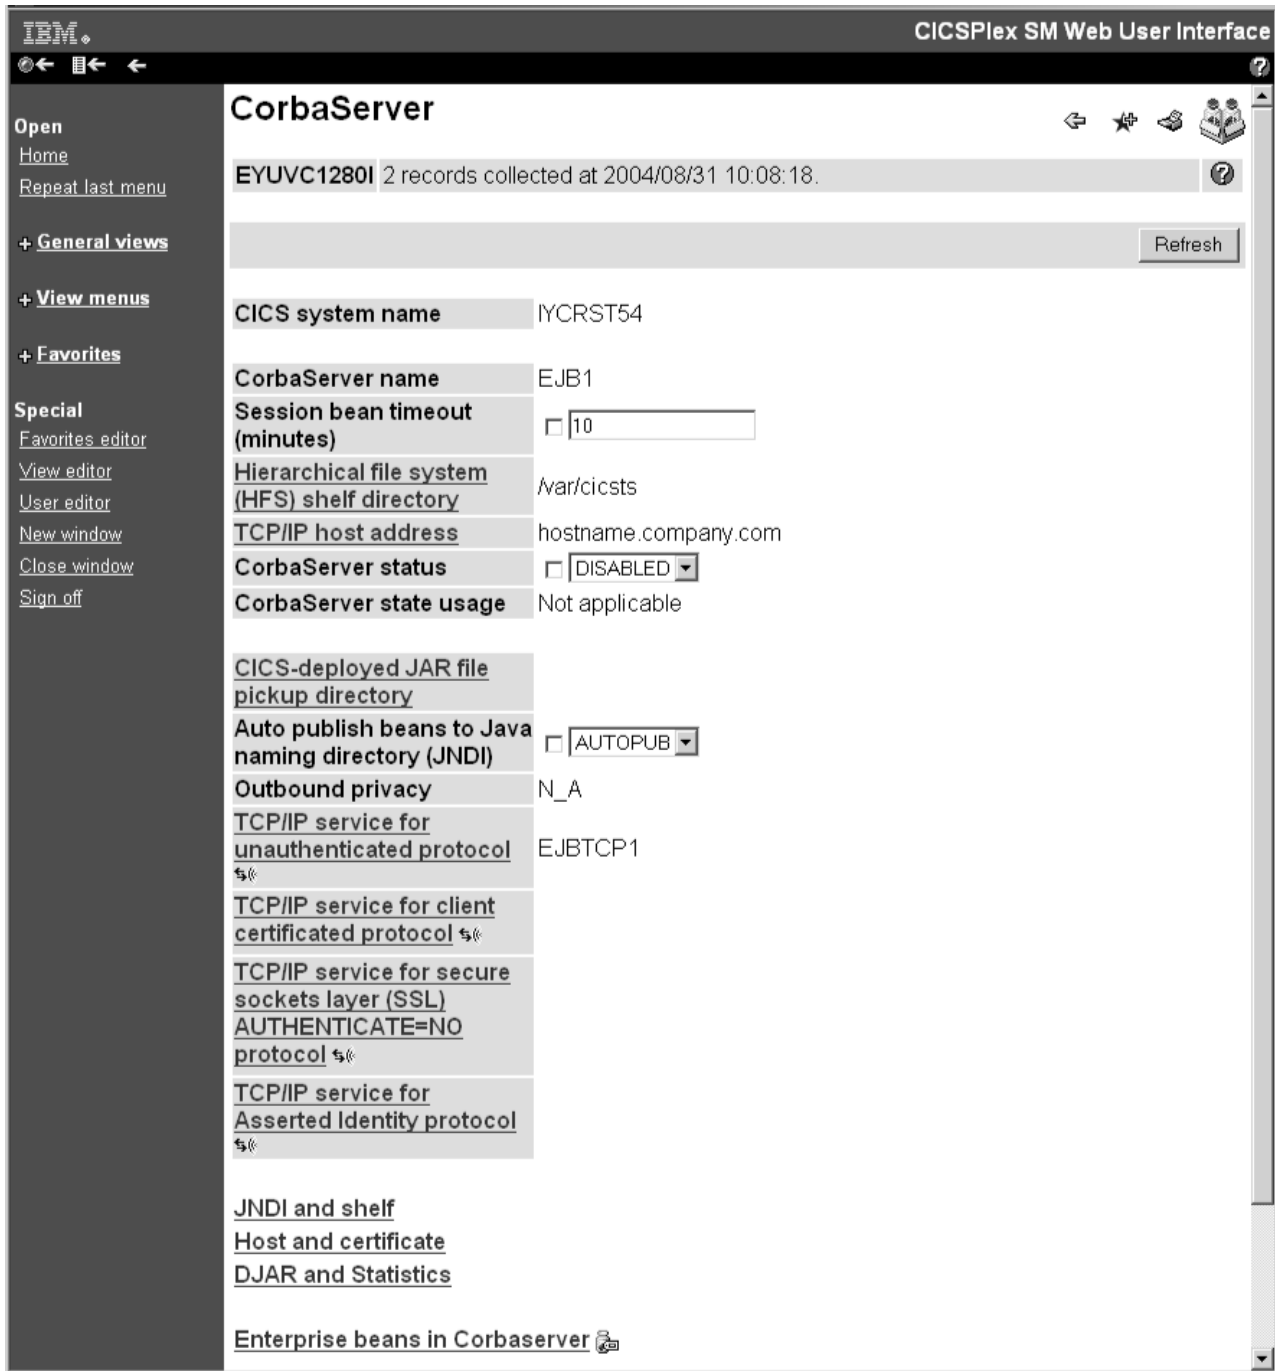 IBM.
CICSPlex SM Web User Interface
Open
Home
Repeat last menu
+ General views
+ View menus
+ Favorites
Special
Favorites editor
View editor
User editor
New window
Close window
Sign off
CorbaServer
EYUVC1280I 2 records collected at 2004/08/31 10:08:18.
Refresh
CICS system name IYCRST54
CorbaServer name EJB1
Session bean timeout
(minutes) 10
Hierarchical file system
(HFS) shelf directory /var/cicsts
TCP/IP host address hostname.company.com
CorbaServer status DISABLED
CorbaServer state usage Not applicable
CICS-deployed JAR file
pickup directory
Auto publish beans to Java
naming directory (JNDI) AUTOPUB
Outbound privacy N_A
TCP/IP service for
unauthenticated protocol EJBTCP1
TCP/IP service for client
certificated protocol
TCP/IP service for secure
sockets layer (SSL)
AUTHENTICATE=NO
protocol
TCP/IP service for
Asserted Identity protocol
JNDI and shelf
Host and certificate
DJAR and Statistics
Enterprise beans in Corbaserver